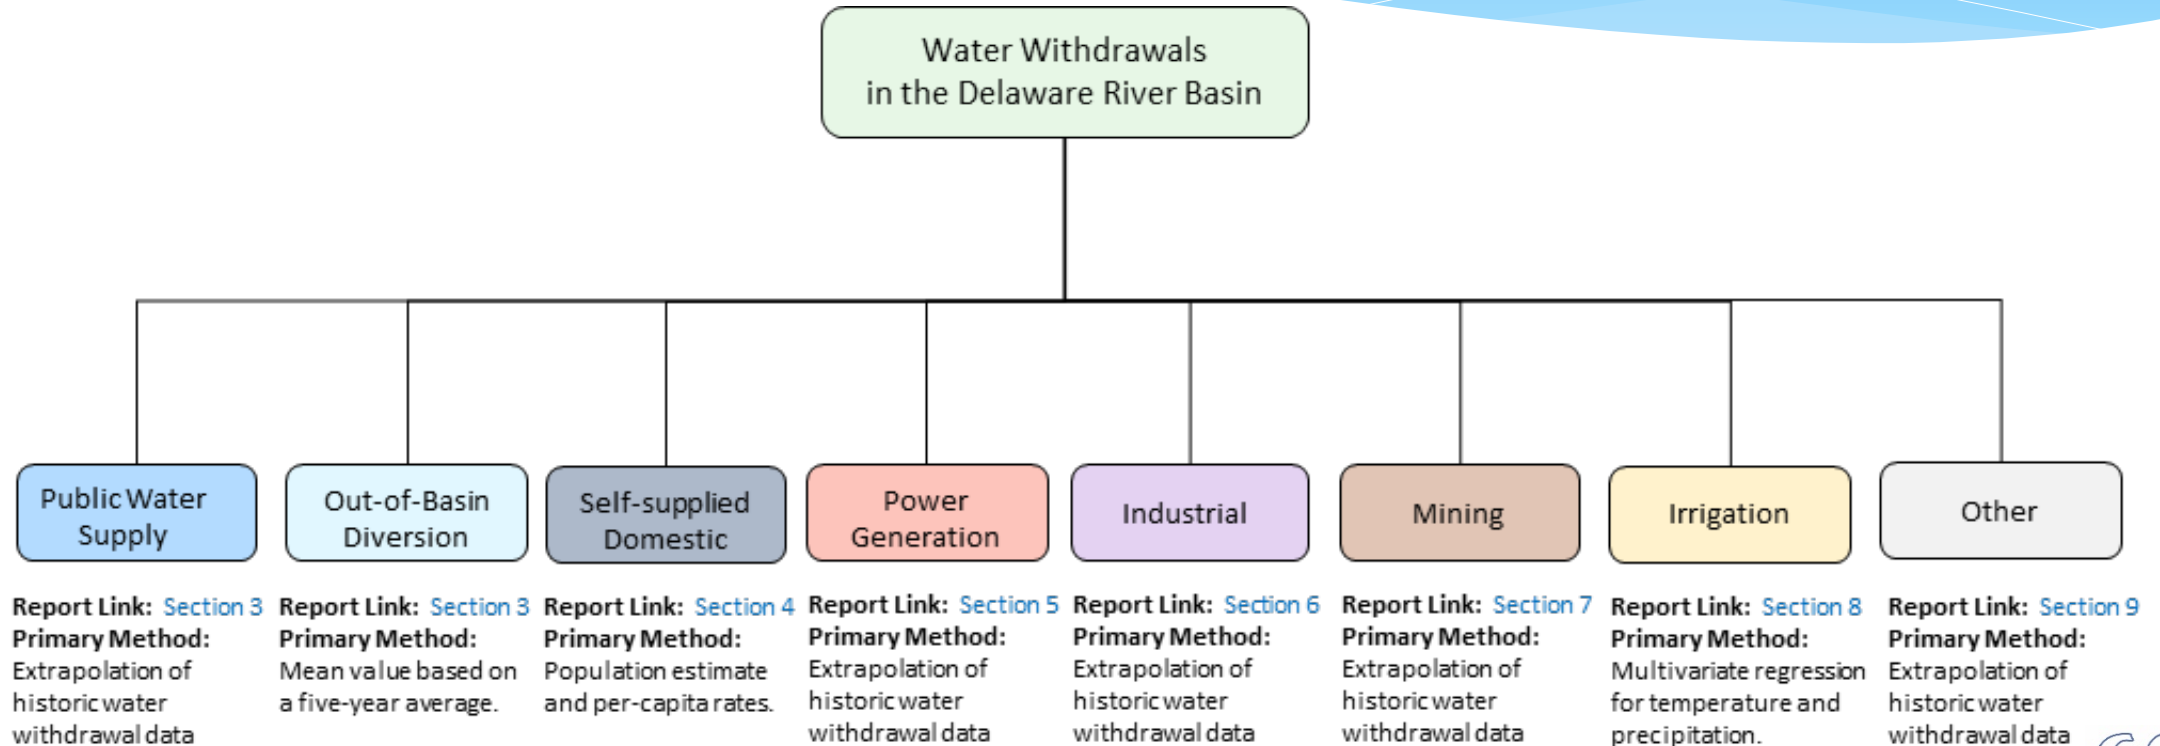 Water Withdrawals
in the Delaware River Basin
Public Water
Supply
Report Link: Section 3
Primary Method:
Extrapolation of
historic water
withdrawal data
Out-of-Basin
Diversion
Report Link: Section 3
Primary Method:
Mean value based on
a five-year average.
Self-supplied
Domestic
Report Link: Section 4
Primary Method:
Population estimate
and per-capita rates.
Power
Generation
Report Link: Section 5
Primary Method:
Extrapolation of
historic water
withdrawal data
Industrial
Report Link: Section 6
Primary Method:
Extrapolation of
historic water
withdrawal data
Mining
Report Link: Section 7
Primary Method:
Extrapolation of
historic water
withdrawal data
Irrigation
Report Link: Section 8
Primary Method:
Multivariate regression
for temperature and
precipitation.
Other
Report Link: Section 9
Primary Method:
Extrapolation of
historic water
withdrawal data